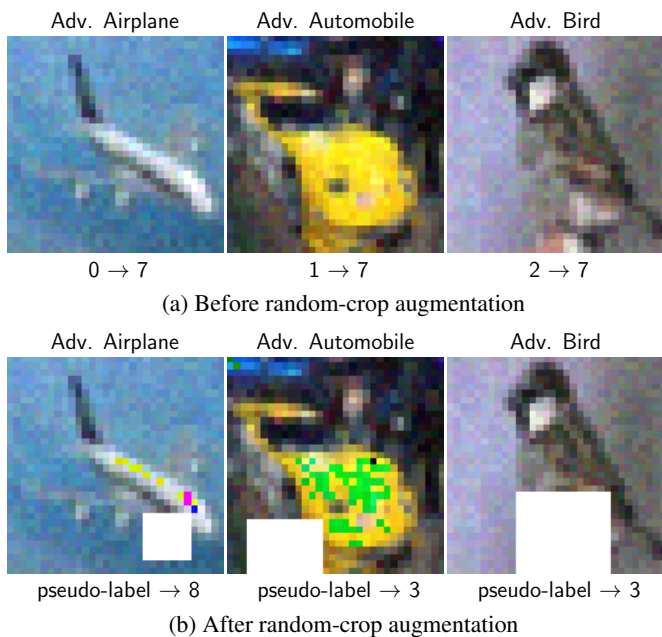 Adv. Airplane Adv. Automobile Adv. Bird
0 → 7 1 → 7 2 → 7
(a) Before random-crop augmentation
Adv. Airplane Adv. Automobile Adv. Bird
pseudo-label → 8 pseudo-label → 3 pseudo-label → 3
(b) After random-crop augmentation